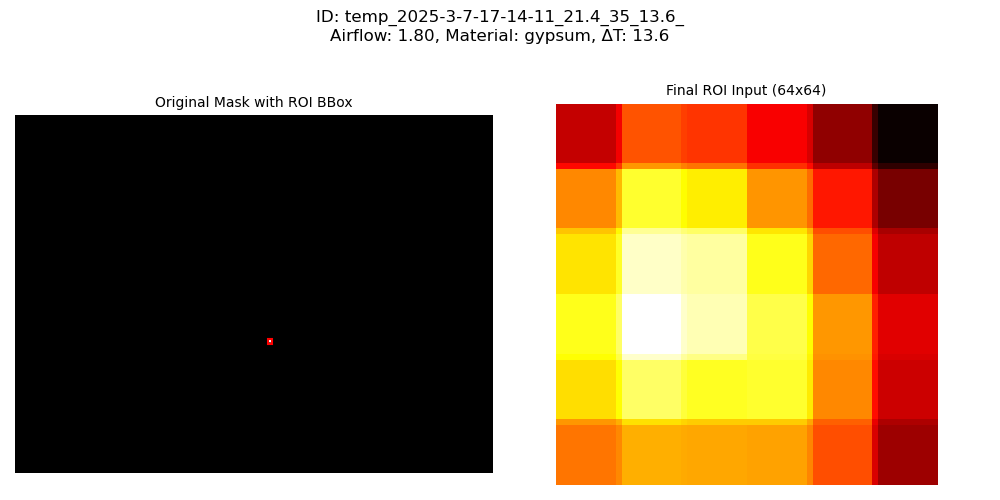 ID: temp_2025-3-7-17-14-11_21.4_35_13.6_
Airflow: 1.80, Material: gypsum, ΔT: 13.6
Original Mask with ROI BBox
Final ROI Input (64x64)